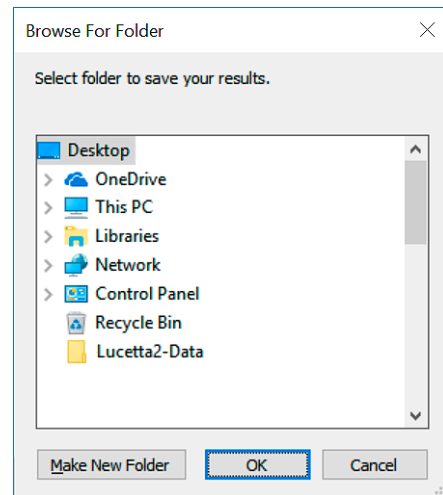 Browse For Folder
Select folder to save your results.
Desktop
OneDrive
This PC
Libraries
Network
Control Panel
Recycle Bin
Lucetta2-Data
Make New Folder
OK
Cancel